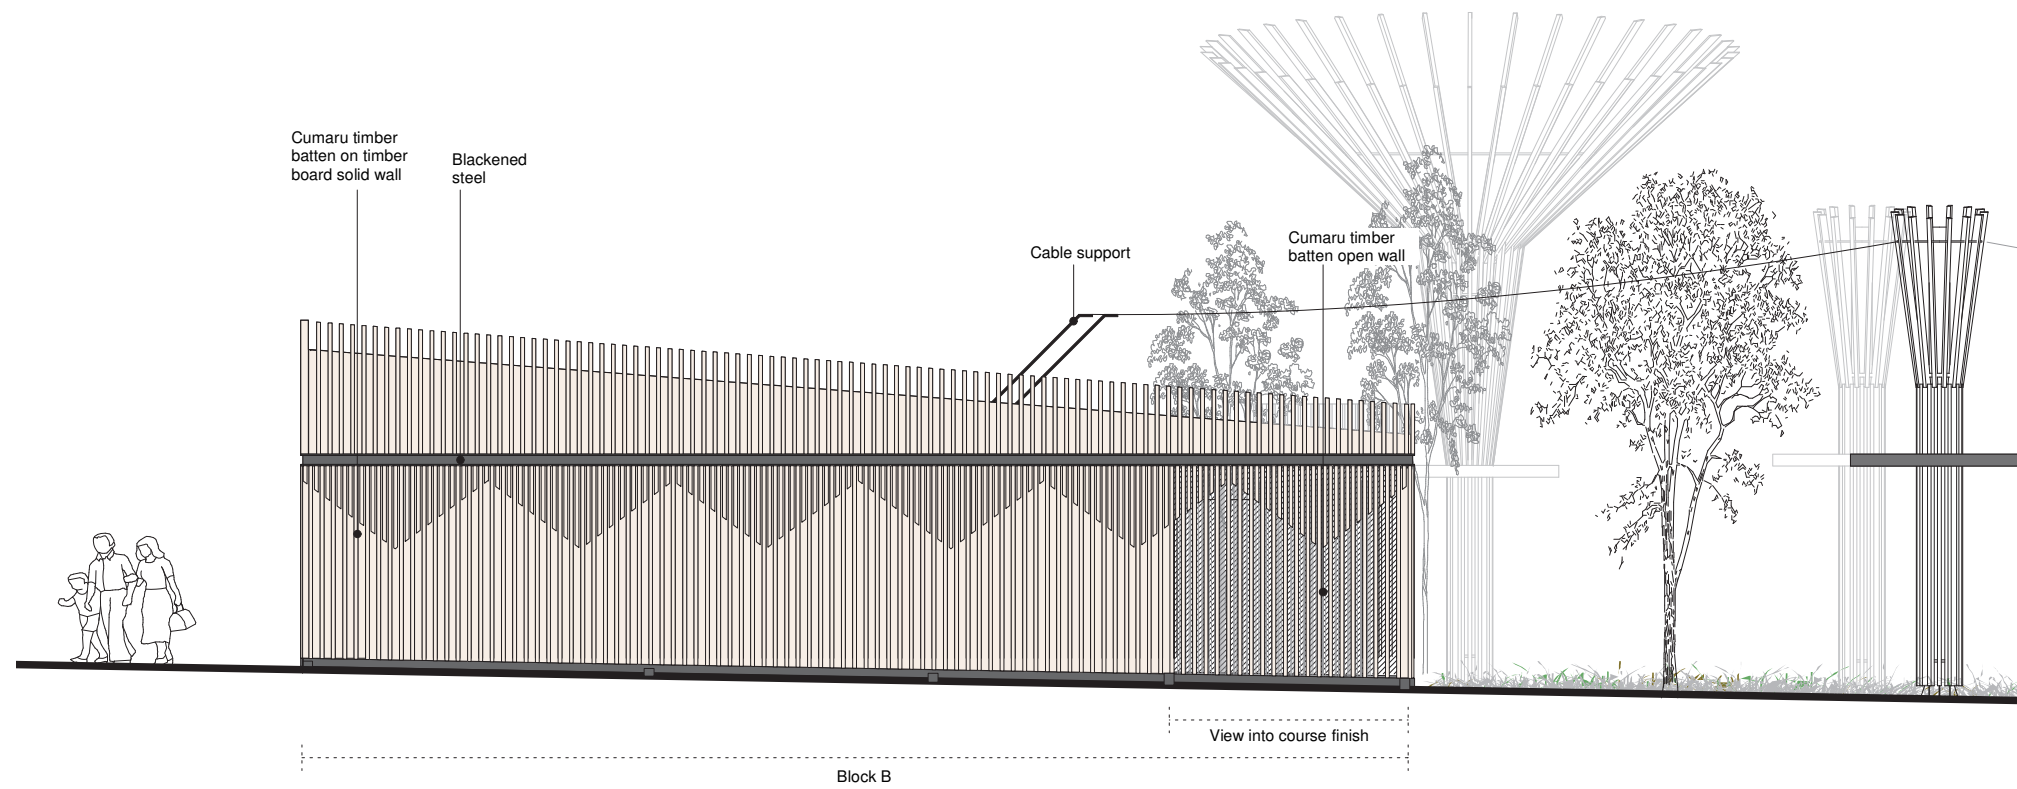 Cumaru timber
batten on timber
board solid wall
Blackened
steel
Cable support
Cumaru timber
batten open wall
View into course finish
Block B